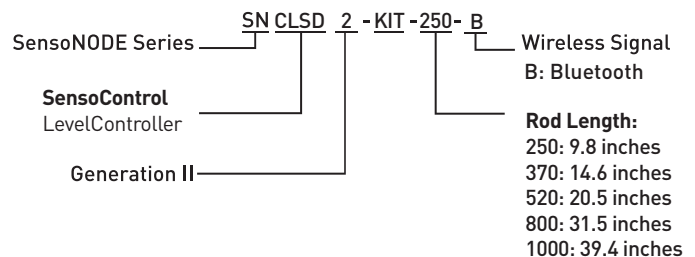 SN CLSD 2 - KIT - 250 - B
SensoNODE Series
Wireless Signal
B: Bluetooth
SensoControl
LevelController
Generation II
Rod Length:
250: 9.8 inches
370: 14.6 inches
520: 20.5 inches
800: 31.5 inches
1000: 39.4 inches